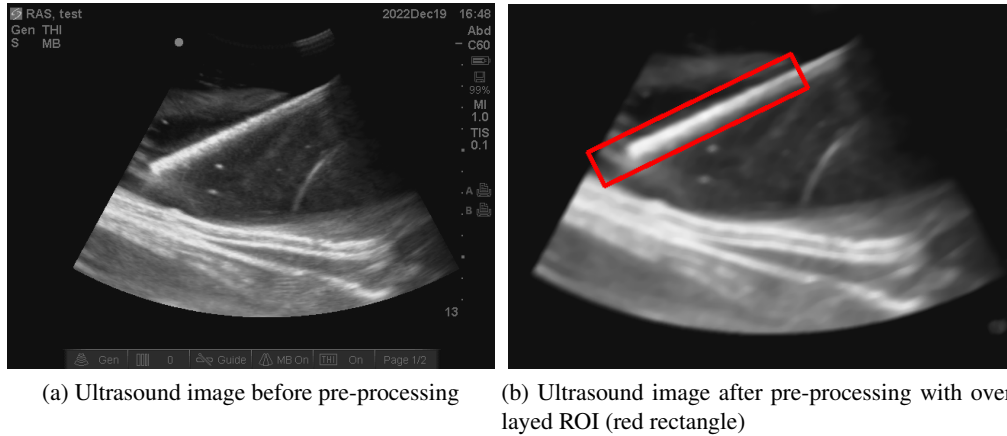 RAS, test
2022Dec19 16:48
Gen THI
S MB
Abd
C60
99%
MI
1.0
TIS
0.1
A
B
13
Gen
0
Guide
MB On
THI On
Page 1/2
(a) Ultrasound image before pre-processing
(b) Ultrasound image after pre-processing with over
layed ROI (red rectangle)